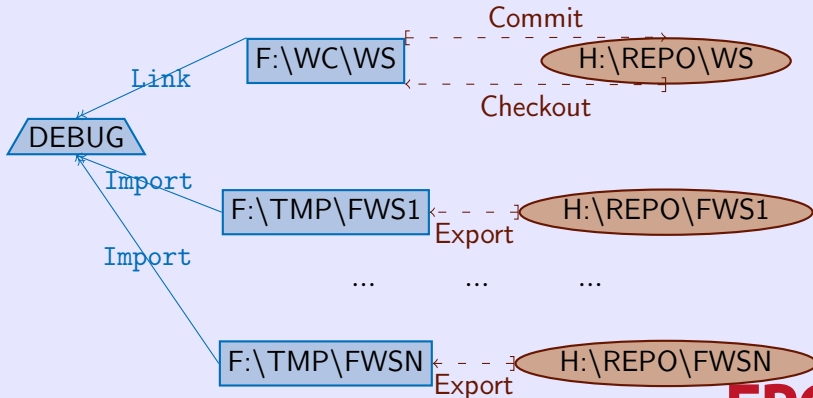 Commit
F:\WC\WS
H:\REPO\WS
Link
Checkout
DEBUG
Import
F:\TMP\FWS1
H:\REPO\FWS1
Export
Import
... ... ...
F:\TMP\FWSN
H:\REPO\FWSN
Export